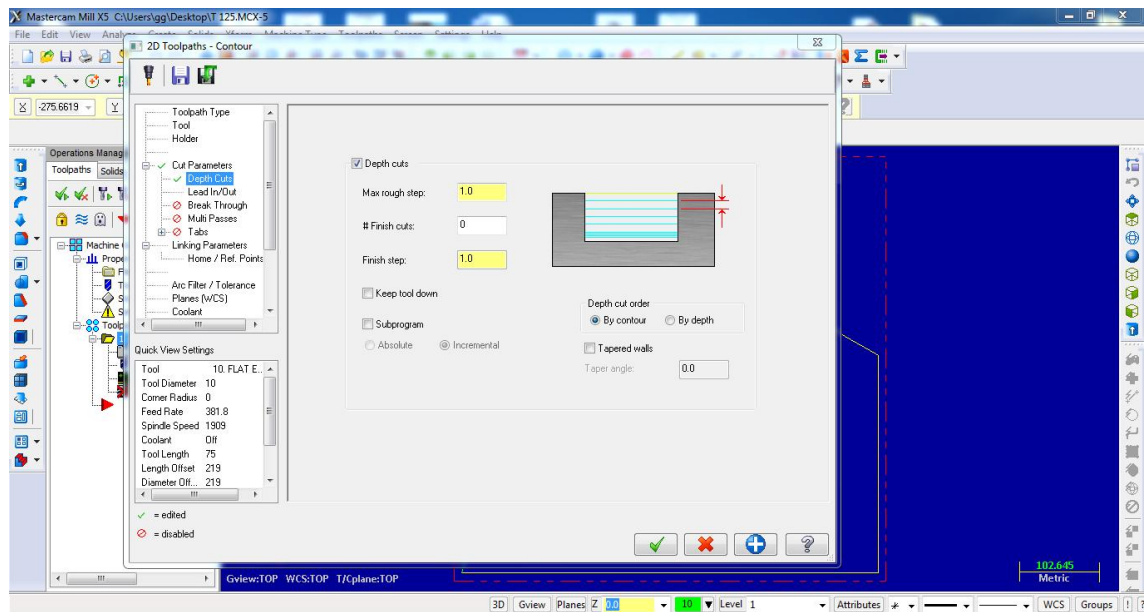 Mastercam Mill X5 C:\Users\gg\Desktop\T 125.MCX-5
File Edit View
2D Toolpaths - Contour
X -275.6619 Y
Operations Manag
Toolpaths Solids
Machine
Prope
F
T
S
S
Toolp
1
Toolpath Type
Tool
Holder
Cut Parameters
Depth Cuts
Lead In/Out
Break Through
Multi Passes
Tabs
Linking Parameters
Home / Ref. Points
Arc Filter / Tolerance
Planes (WCS)
Coolant
Quick View Settings
Tool 10. FLAT E..
Tool Diameter 10
Corner Radius 0
Feed Rate 381.8
Spindle Speed 1909
Coolant Off
Tool Length 75
Length Offset 219
Diameter Off... 219
= edited
= disabled
Depth cuts
Max rough step: 1.0
# Finish cuts: 0
Finish step: 1.0
Keep tool down
Subprogram
Absolute Incremental
Depth cut order
By contour By depth
Tapered walls
Taper angle: 0.0
102.645
Metric
Gview:TOP WCS:TOP T/Cplane:TOP
3D Gview Planes Z 0.0 10 Level 1 Attributes WCS Groups ! ?